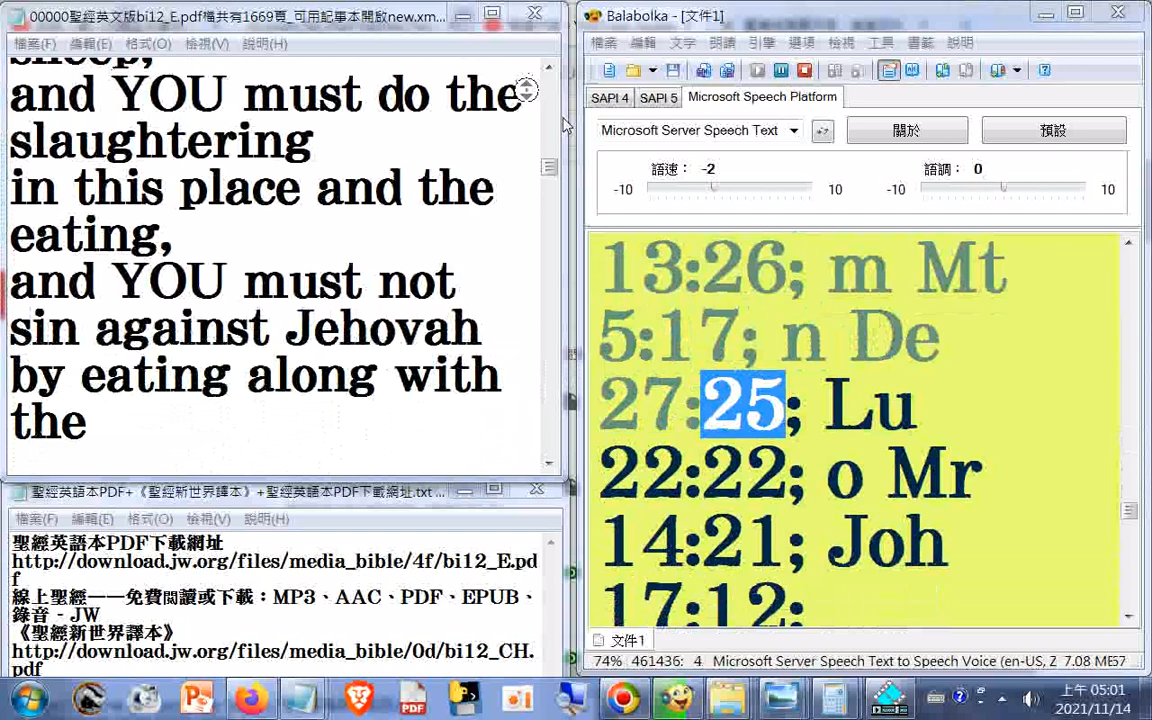 00000聖經英文版bi12_E.pdf檔共有1669頁_可用記事本開啟new.xm...
檔案(F) 編輯(E) 格式(O) 檢視(V) 說明(H)
sheep,
and YOU must do the
slaughtering
in this place and the
eating,
and YOU must not
sin against Jehovah
by eating along with
the
聖經英語本PDF+《聖經新世界譯本》+聖經英語本PDF下載網址.txt ...
檔案(F) 編輯(E) 格式(O) 檢視(V) 說明(H)
聖經英語本PDF下載網址
http://download.jw.org/files/media_bible/4f/bi12_E.pd
f
線上聖經──免費閱讀或下載：MP3、AAC、PDF、EPUB、
錄音 - JW
《聖經新世界譯本》
http://download.jw.org/files/media_bible/0d/bi12_CH.
pdf
Balabolka - [文件1]
檔案 編輯 文字 朗讀 引擎 選項 檢視 工具 書籤 說明
SAPI 4 SAPI 5 Microsoft Speech Platform
Microsoft Server Speech Text 關於 預設
語速： -2 語調： 0
-10 10 -10 10
13:26; m Mt
5:17; n De
27:25; Lu
22:22; o Mr
14:21; Joh
17:12;
文件1
74% 461436: 4 Microsoft Server Speech Text to Speech Voice (en-US, Z 7.08 ME57
PDF
上午 05:01
2021/11/14